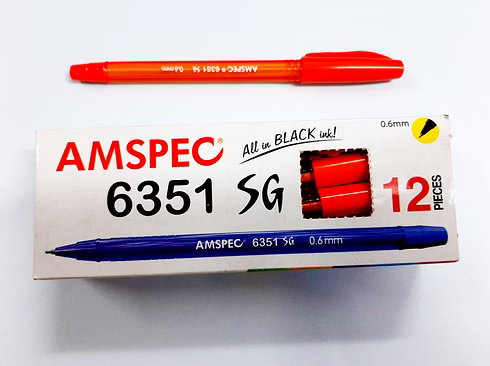 AMSPEC® 6351 SG 0.6mm
0.6mm
All in BLACK ink!
AMSPEC®
6351 SG
12 PIECES
AMSPEC® 6351 SG 0.6mm